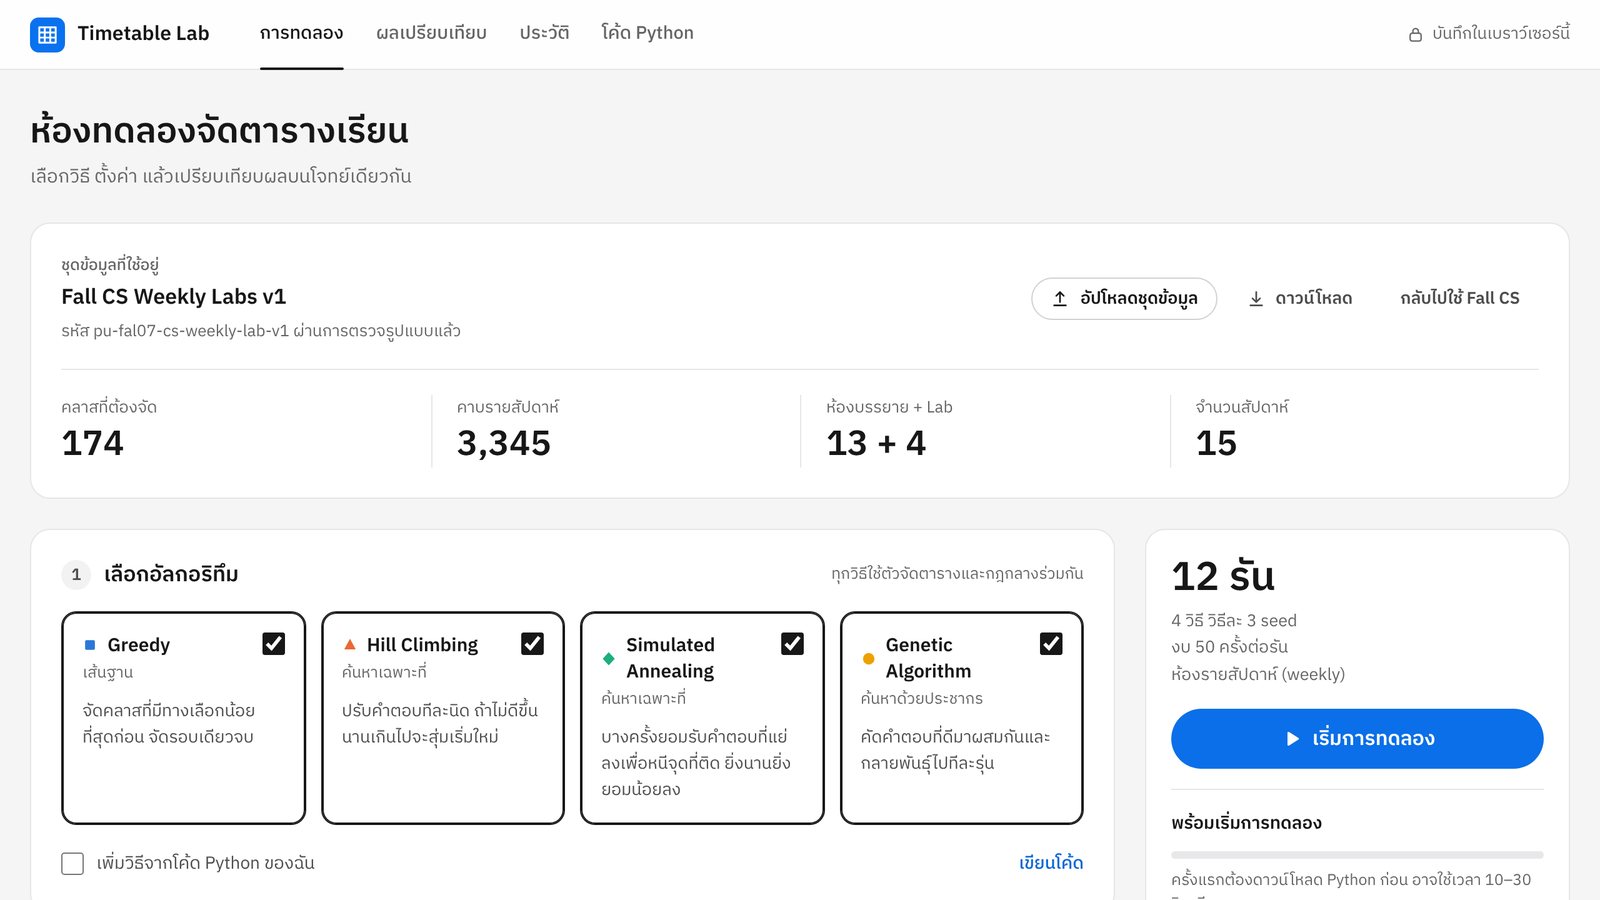 Timetable Lab
การทดลอง
ผลเปรียบเทียบ
ประวัติ
โค้ด Python
บันทึกในเบราว์เซอร์นี้
ห้องทดลองจัดตารางเรียน
เลือกวิธี ตั้งค่า แล้วเปรียบเทียบผลบนโจทย์เดียวกัน
ชุดข้อมูลที่ใช้อยู่
Fall CS Weekly Labs v1
รหัส pu-fal07-cs-weekly-lab-v1 ผ่านการตรวจรูปแบบแล้ว
อัปโหลดชุดข้อมูล
ดาวน์โหลด
กลับไปใช้ Fall CS
คลาสที่ต้องจัด
174
คาบรายสัปดาห์
3,345
ห้องบรรยาย + Lab
13 + 4
จำนวนสัปดาห์
15
1
เลือกอัลกอริทึม
ทุกวิธีใช้ตัวจัดตารางและกฎกลางร่วมกัน
Greedy
เส้นฐาน
จัดคลาสที่มีทางเลือกน้อย
ที่สุดก่อน จัดรอบเดียวจบ
Hill Climbing
ค้นหาเฉพาะที่
ปรับคำตอบทีละนิด ถ้าไม่ดีขึ้น
นานเกินไปจะสุ่มเริ่มใหม่
Simulated
Annealing
ค้นหาเฉพาะที่
บางครั้งยอมรับคำตอบที่แย่
ลงเพื่อหนีจุดที่ติด ยิ่งนานยิ่ง
ยอมน้อยลง
Genetic
Algorithm
ค้นหาด้วยประชากร
คัดคำตอบที่ดีมาผสมกันและ
กลายพันธุ์ไปทีละรุ่น
เพิ่มวิธีจากโค้ด Python ของฉัน
เขียนโค้ด
12 รัน
4 วิธี วิธีละ 3 seed
งบ 50 ครั้งต่อรัน
ห้องรายสัปดาห์ (weekly)
เริ่มการทดลอง
พร้อมเริ่มการทดลอง
ครั้งแรกต้องดาวน์โหลด Python ก่อน อาจใช้เวลา 10–30